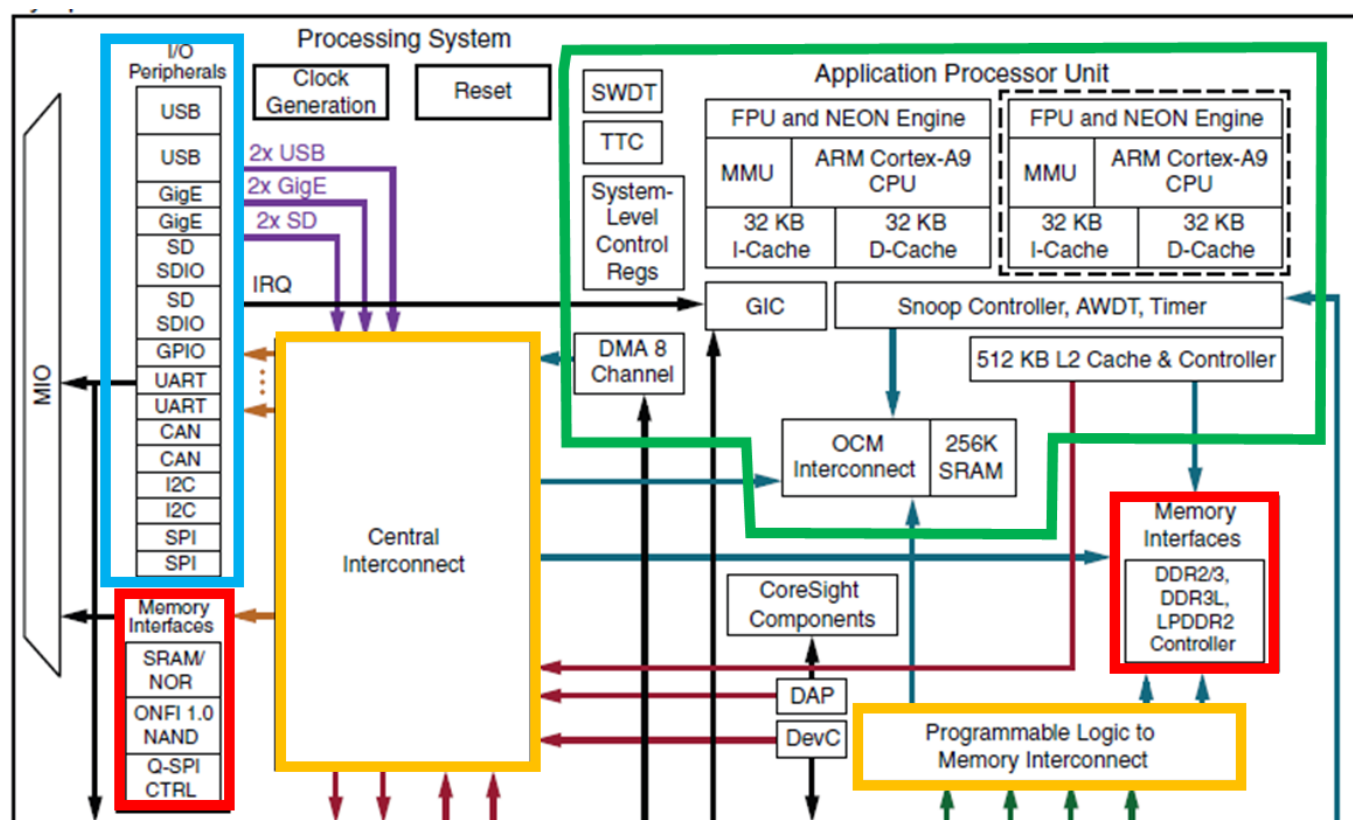 Processing System
I/O
Peripherals
USB
USB
GigE
GigE
SD
SDIO
SD
SDIO
GPIO
UART
UART
CAN
CAN
I2C
I2C
SPI
SPI
MIO
Memory
Interfaces
SRAM/
NOR
ONFI 1.0
NAND
Q-SPI
CTRL
Clock
Generation
Reset
2x USB
2x GigE
2x SD
IRQ
Central
Interconnect
Application Processor Unit
SWDT
TTC
System-
Level
Control
Regs
FPU and NEON Engine
MMU
ARM Cortex-A9
CPU
32 KB
I-Cache
32 KB
D-Cache
FPU and NEON Engine
MMU
ARM Cortex-A9
CPU
32 KB
I-Cache
32 KB
D-Cache
GIC
Snoop Controller, AWDT, Timer
DMA 8
Channel
512 KB L2 Cache & Controller
OCM
Interconnect
256K
SRAM
Memory
Interfaces
DDR2/3,
DDR3L,
LPDDR2
Controller
CoreSight
Components
DAP
DevC
Programmable Logic to
Memory Interconnect